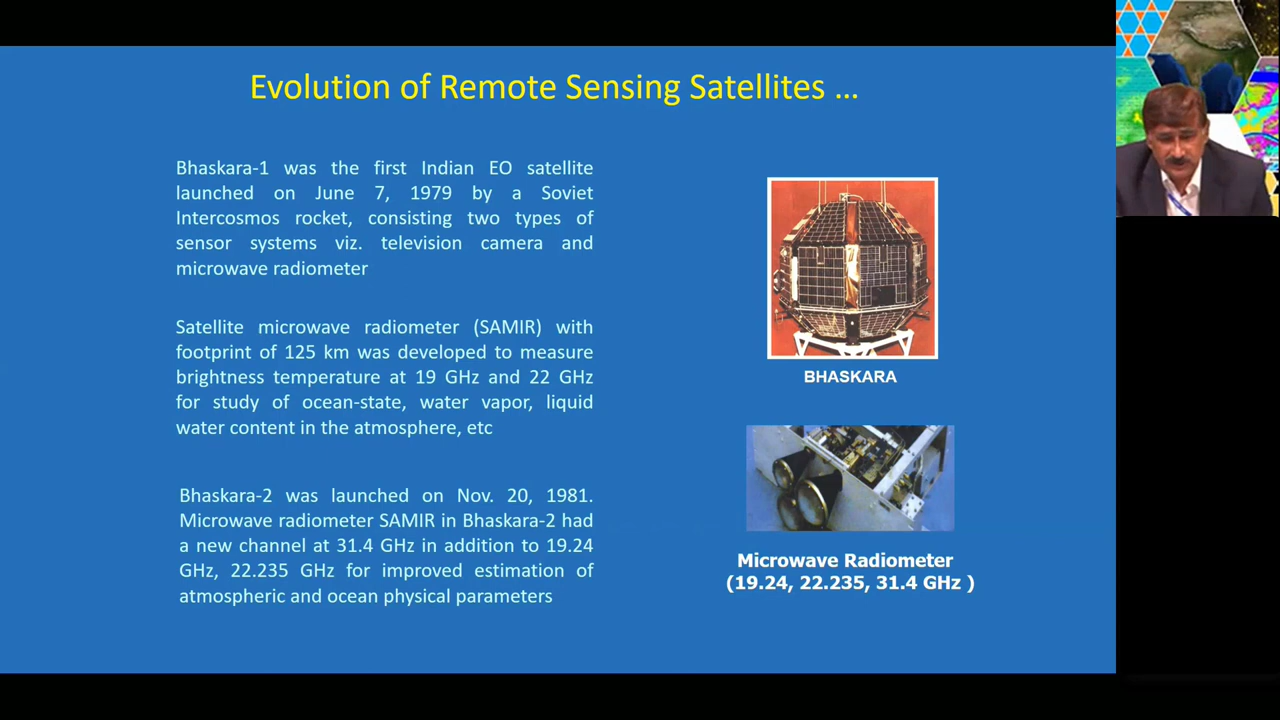 Evolution of Remote Sensing Satellites ...
Bhaskara-1 was the first Indian EO satellite
launched on June 7, 1979 by a Soviet
Intercosmos rocket, consisting two types of
sensor systems viz. television camera and
microwave radiometer
Satellite microwave radiometer (SAMIR) with
footprint of 125 km was developed to measure
brightness temperature at 19 GHz and 22 GHz
for study of ocean-state, water vapor, liquid
water content in the atmosphere, etc
Bhaskara-2 was launched on Nov. 20, 1981.
Microwave radiometer SAMIR in Bhaskara-2 had
a new channel at 31.4 GHz in addition to 19.24
GHz, 22.235 GHz for improved estimation of
atmospheric and ocean physical parameters
BHASKARA
Microwave Radiometer
(19.24, 22.235, 31.4 GHz )